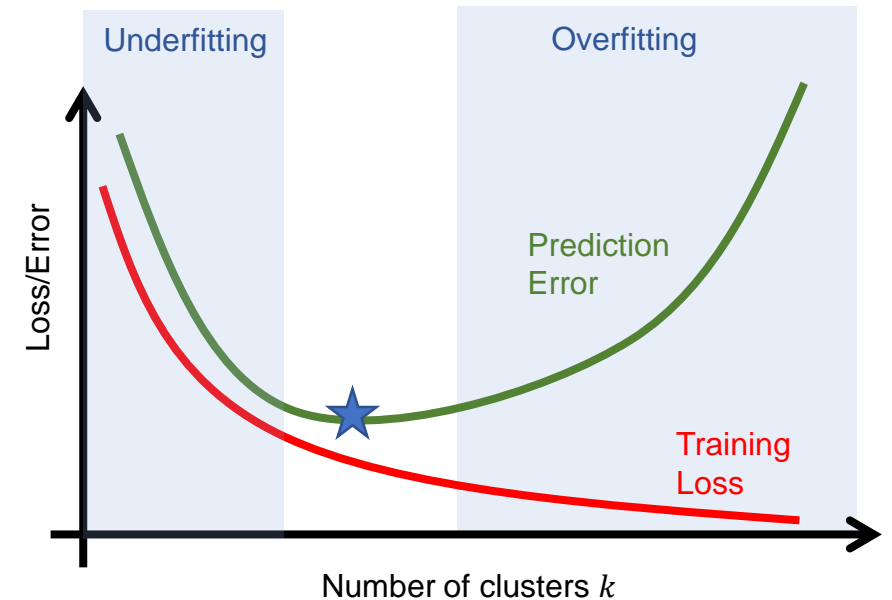 Underfitting
Overfitting
Loss/Error
Prediction
Error
Training
Loss
Number of clusters k